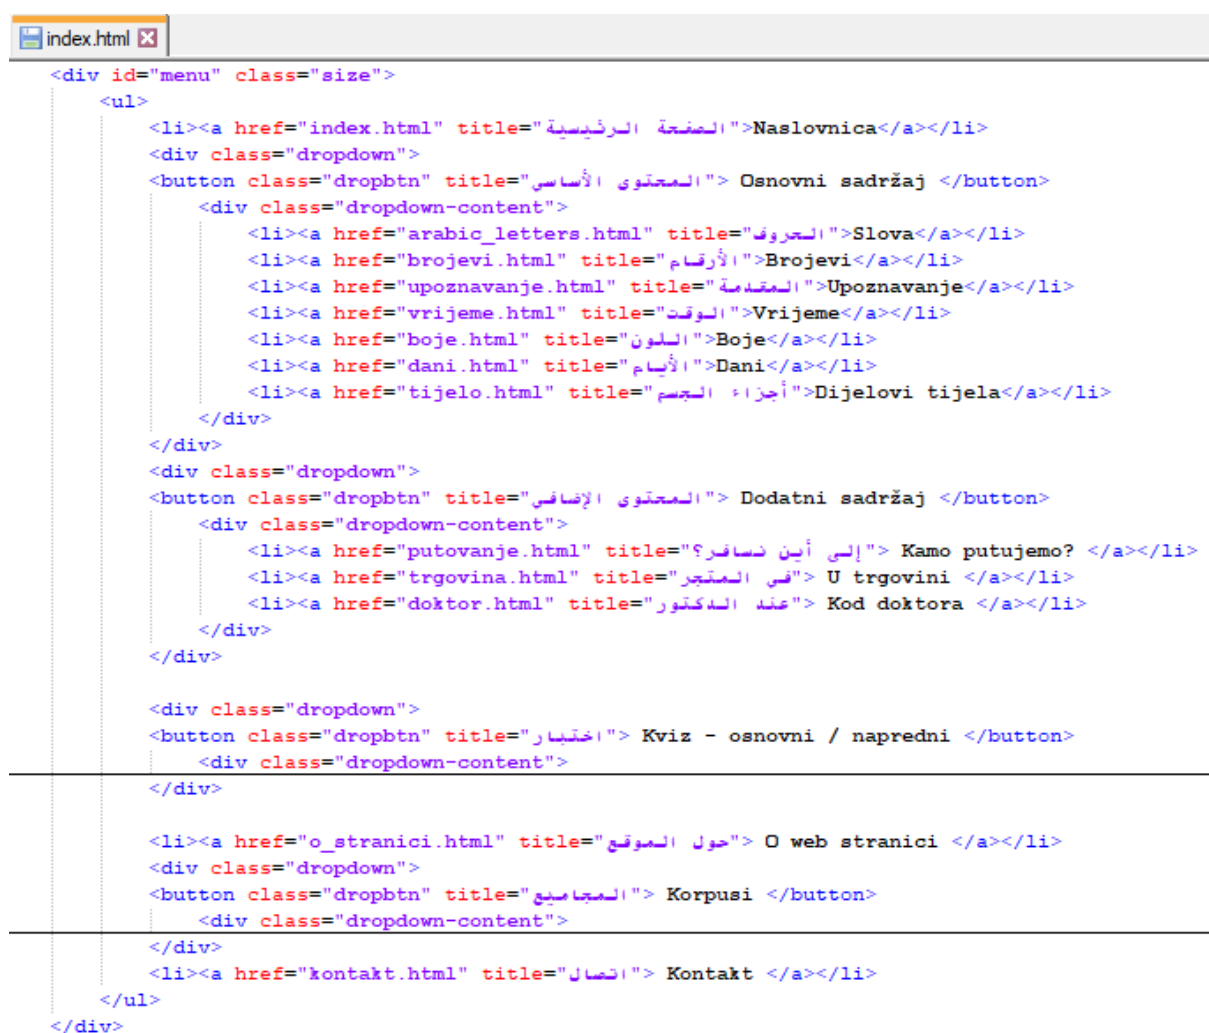 index.html
<div id="menu" class="size">
<ul>
<li><a href="index.html" title="الصفحة الرئيسية">Naslovnica</a></li>
<div class="dropdown">
<button class="dropbtn" title="المحتوى الأساسي"> Osnovni sadržaj </button>
<div class="dropdown-content">
<li><a href="arabic_letters.html" title="الحروف">Slova</a></li>
<li><a href="brojevi.html" title="الأرقام">Brojevi</a></li>
<li><a href="upoznavanje.html" title="المقدمة">Upoznavanje</a></li>
<li><a href="vrijeme.html" title="الوقت">Vrijeme</a></li>
<li><a href="boje.html" title="اللون">Boje</a></li>
<li><a href="dani.html" title="الأيام">Dani</a></li>
<li><a href="tijelo.html" title="أجزاء الجسم">Dijelovi tijela</a></li>
</div>
</div>
<div class="dropdown">
<button class="dropbtn" title="المحتوى الإضافي"> Dodatni sadržaj </button>
<div class="dropdown-content">
<li><a href="putovanje.html" title="إلى أين نسافر؟"> Kamo putujemo? </a></li>
<li><a href="trgovina.html" title="في المتجر"> U trgovini </a></li>
<li><a href="doktor.html" title="عند الدكتور"> Kod doktora </a></li>
</div>
</div>
<div class="dropdown">
<button class="dropbtn" title="اختبار"> Kviz - osnovni / napredni </button>
<div class="dropdown-content">
</div>
<li><a href="o_stranici.html" title="حول الموقع"> O web stranici </a></li>
<div class="dropdown">
<button class="dropbtn" title="المجاميع"> Korpusi </button>
<div class="dropdown-content">
</div>
<li><a href="kontakt.html" title="اتصال"> Kontakt </a></li>
</ul>
</div>